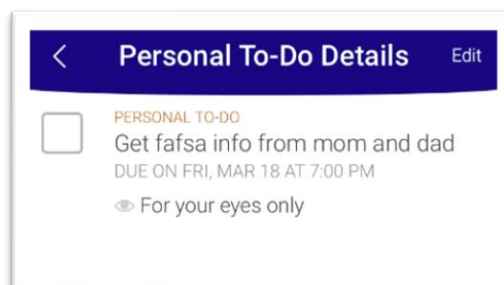 Personal To-Do Details
Edit
PERSONAL TO-DO
Get fafsa info from mom and dad
DUE ON FRI, MAR 18 AT 7:00 PM
For your eyes only